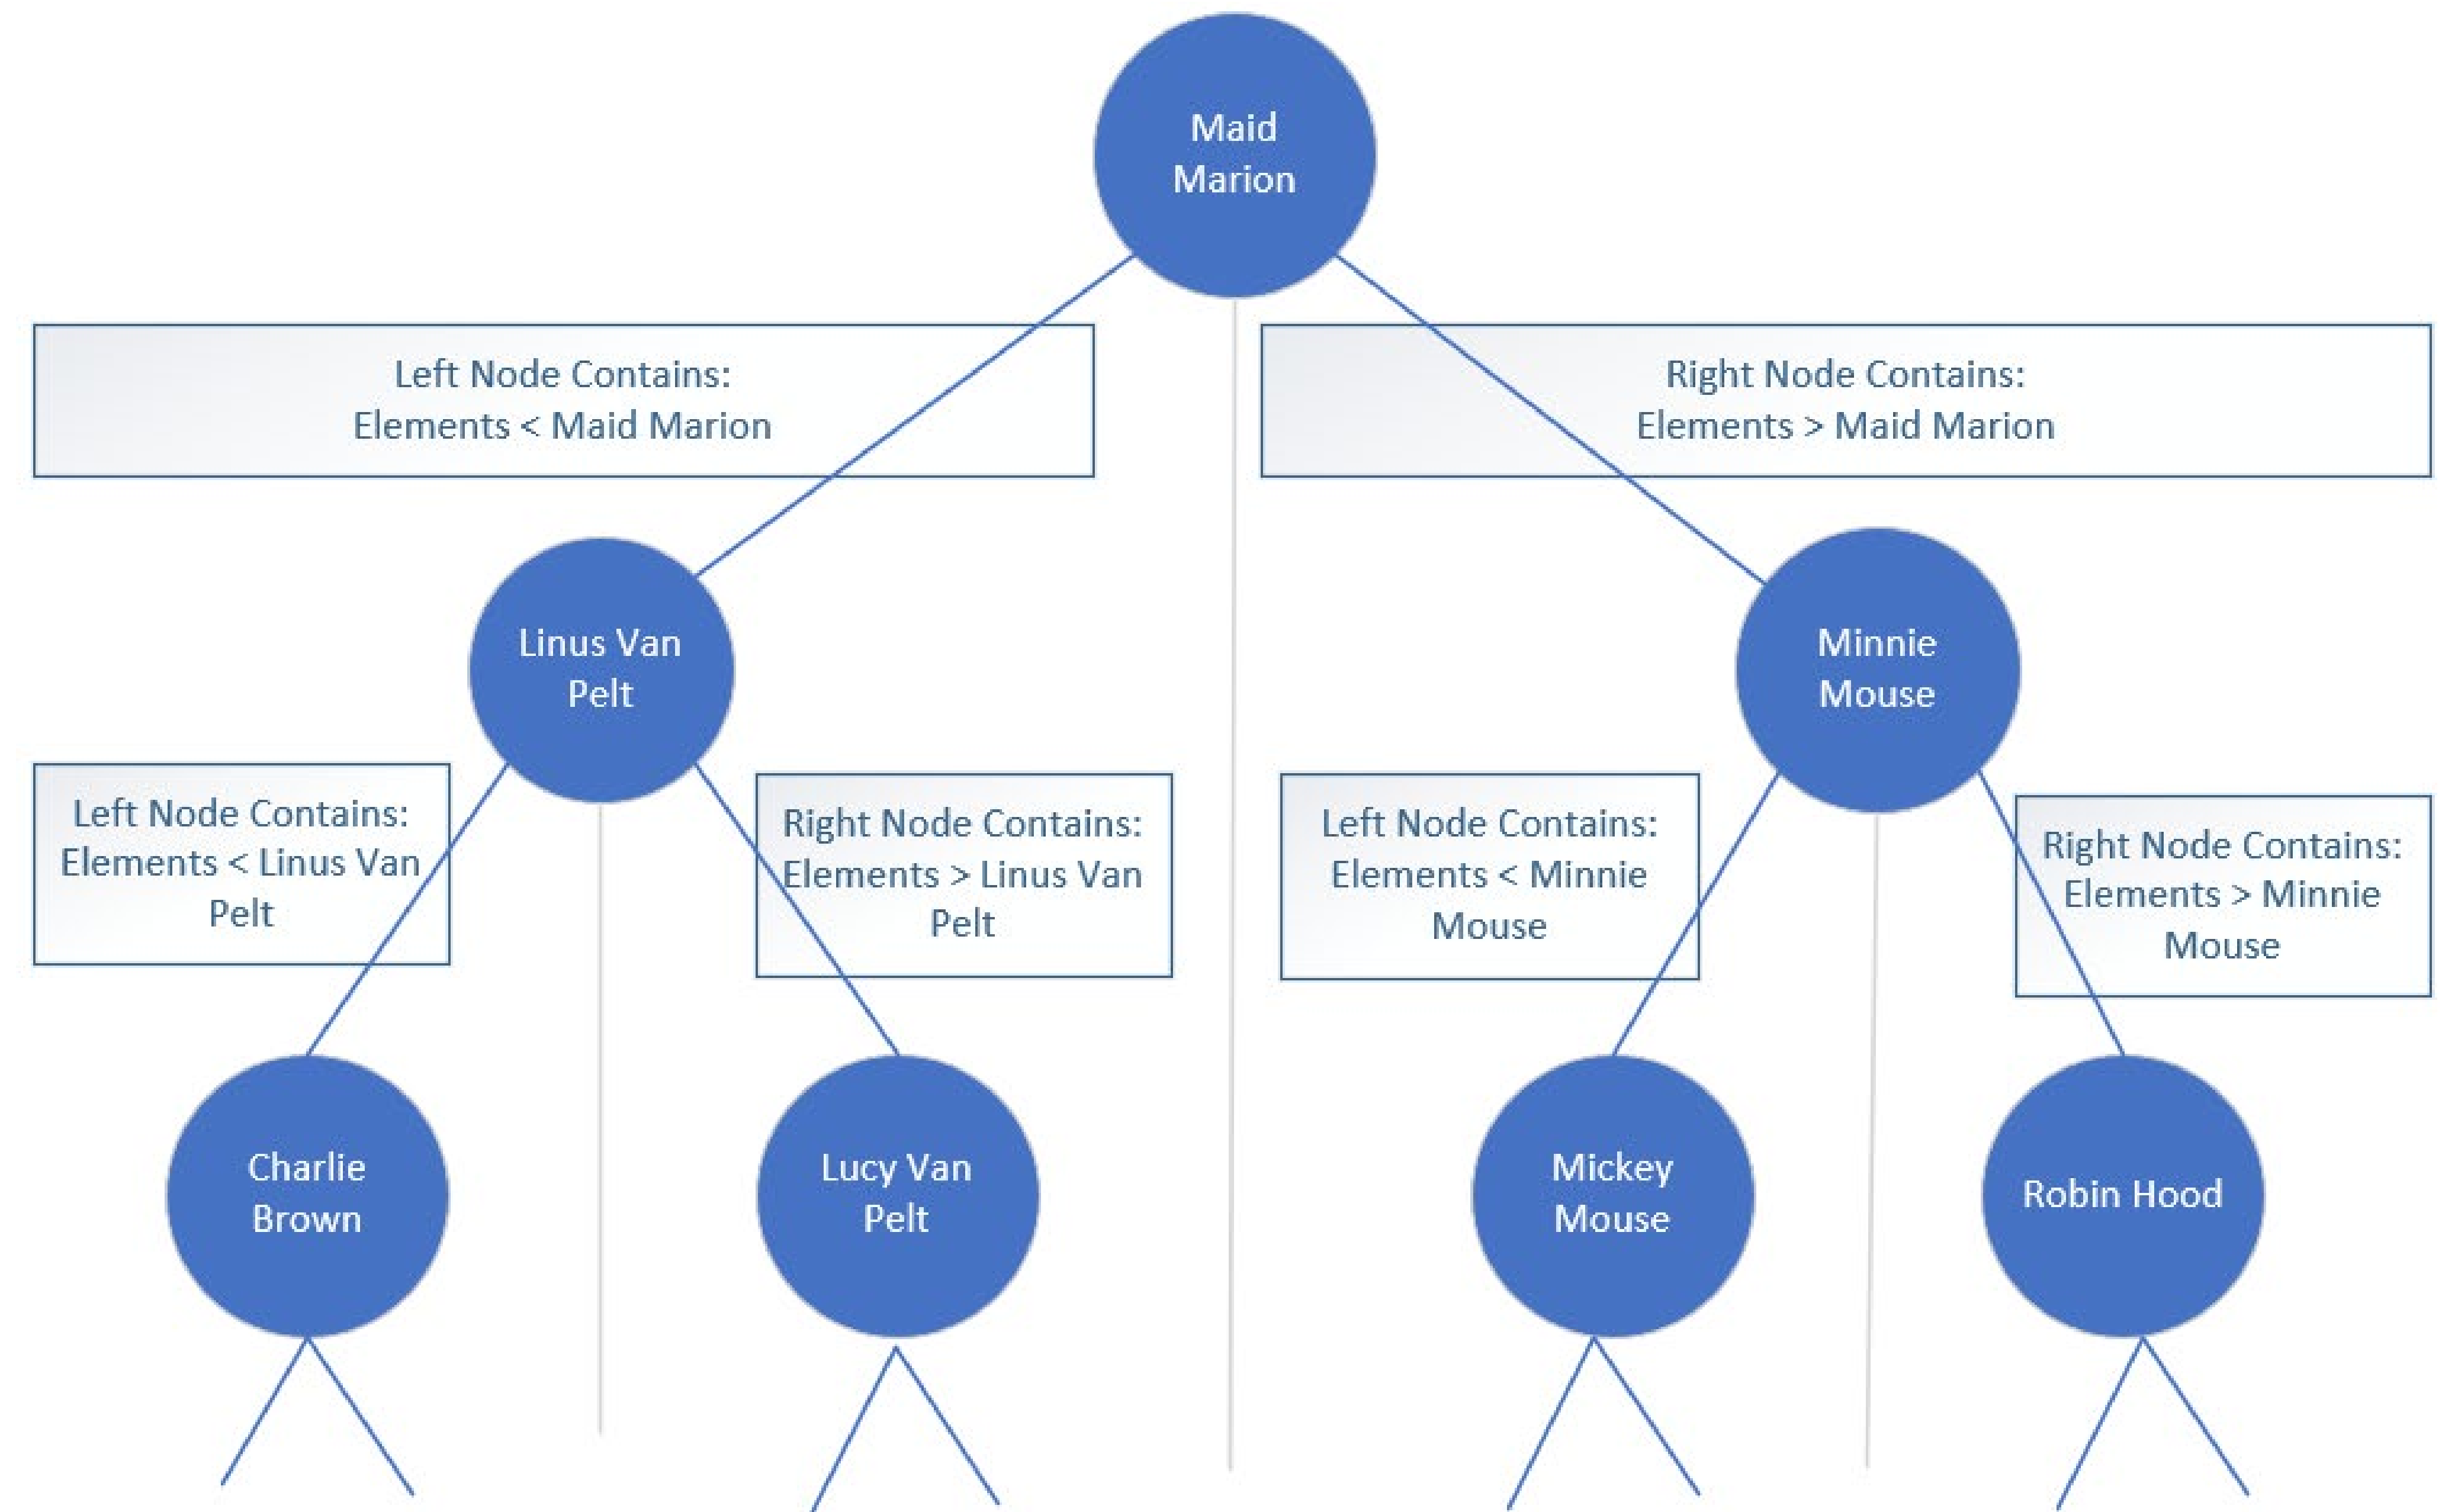 Maid
Marion
Left Node Contains:
Elements < Maid Marion
Right Node Contains:
Elements > Maid Marion
Linus Van
Pelt
Minnie
Mouse
Left Node Contains:
Elements < Linus Van
Pelt
Right Node Contains:
Elements > Linus Van
Pelt
Left Node Contains:
Elements < Minnie
Mouse
Right Node Contains:
Elements > Minnie
Mouse
Charlie
Brown
Lucy Van
Pelt
Mickey
Mouse
Robin Hood